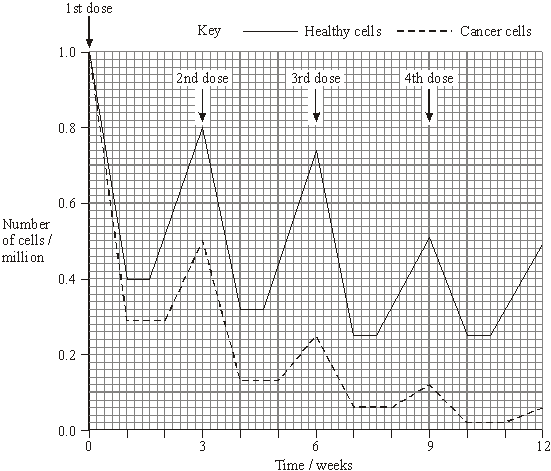 1st dose
Key Healthy cells Cancer cells
2nd dose 3rd dose 4th dose
1.0
0.8
0.6
0.4
0.2
0.0
Number
of cells /
million
0 3 6 9 12
Time / weeks